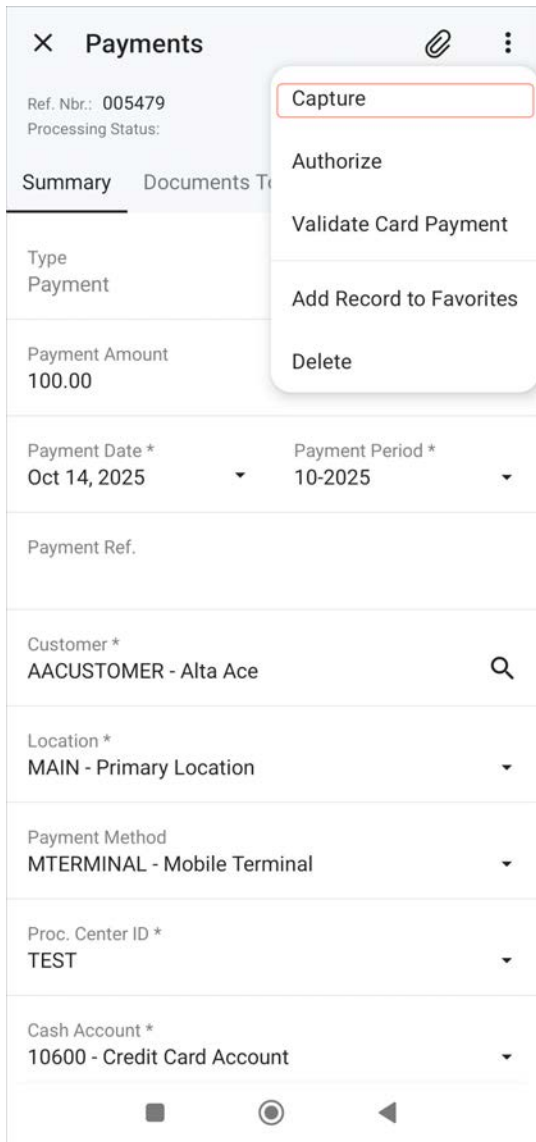 Payments
Ref. Nbr.: 005479
Processing Status:
Capture
Authorize
Validate Card Payment
Add Record to Favorites
Delete
Summary Documents To
Type
Payment
Payment Amount
100.00
Payment Date * Payment Period *
Oct 14, 2025 10-2025
Payment Ref.
Customer *
AACUSTOMER - Alta Ace
Location *
MAIN - Primary Location
Payment Method
MTERMINAL - Mobile Terminal
Proc. Center ID *
TEST
Cash Account *
10600 - Credit Card Account